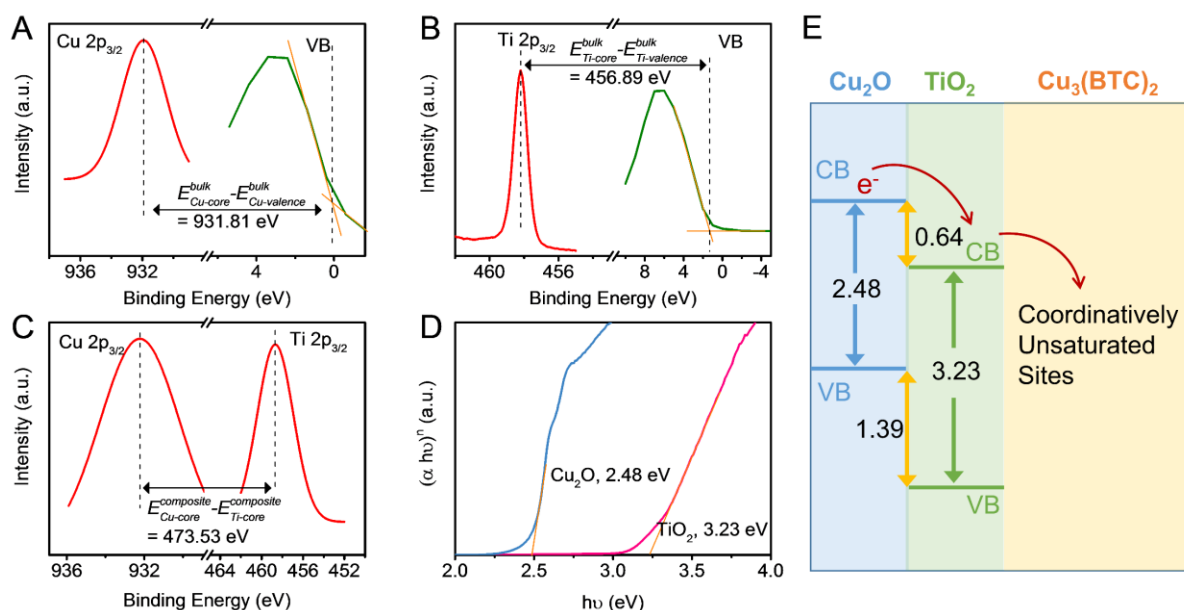 A
Cu 2p3/2
VB
E^bulk_Cu-core-E^bulk_Cu-valence
= 931.81 eV
Intensity (a.u.)
936 932 4 0
Binding Energy (eV)
B
Ti 2p3/2
E^bulk_Ti-core-E^bulk_Ti-valence
= 456.89 eV
VB
Intensity (a.u.)
460 456 8 4 0 -4
Binding Energy (eV)
C
Cu 2p3/2
Ti 2p3/2
E^composite_Cu-core-E^composite_Ti-core
= 473.53 eV
Intensity (a.u.)
936 932 464 460 456 452
Binding Energy (eV)
D
(α hυ)^n (a.u.)
Cu2O, 2.48 eV
TiO2, 3.23 eV
2.0 2.5 3.0 3.5 4.0
hυ (eV)
E
Cu2O TiO2 Cu3(BTC)2
CB
e-
0.64
CB
2.48
3.23
Coordinatively
Unsaturated
Sites
VB
1.39
VB